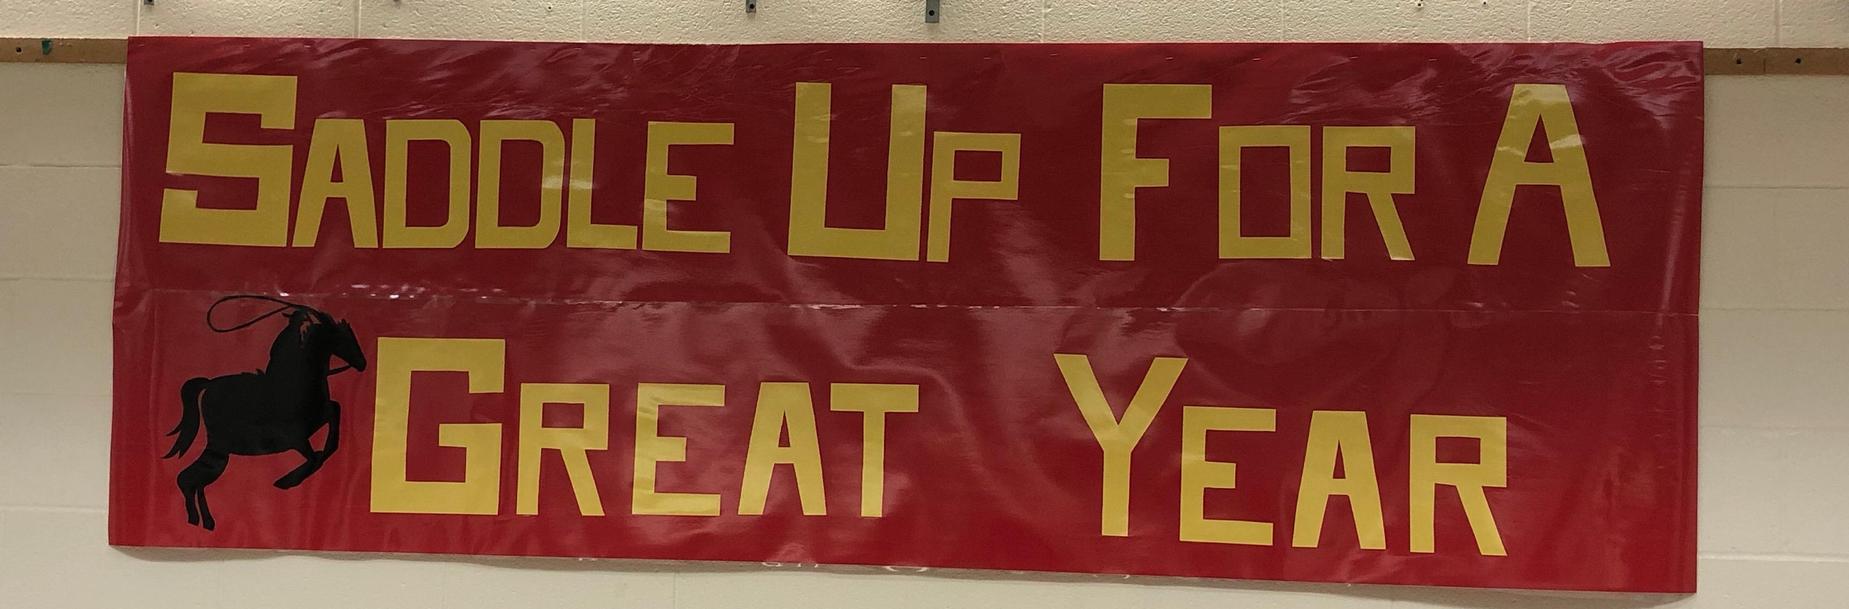 SADDLE UP FOR A
GREAT YEAR